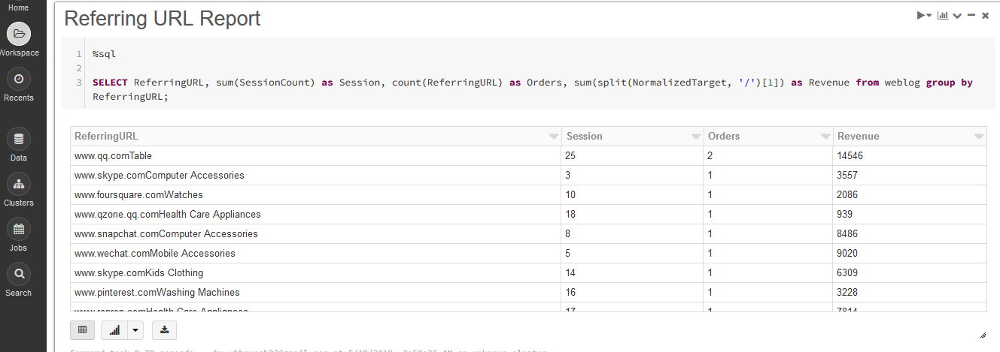 Home
Referring URL Report
Workspace
1 %sql
2
3 SELECT ReferringURL, sum(SessionCount) as Session, count(ReferringURL) as Orders, sum(split(NormalizedTarget, '/')[1]) as Revenue from weblog group by
ReferringURL;
Recents
Data
Clusters
Jobs
Search
ReferringURL Session Orders Revenue
www.qq.comTable 25 2 14546
www.skype.comComputer Accessories 3 1 3557
www.foursquare.comWatches 10 1 2086
www.qzone.qq.comHealth Care Appliances 18 1 939
www.snapchat.comComputer Accessories 8 1 8486
www.wechat.comMobile Accessories 5 1 9020
www.skype.comKids Clothing 14 1 6309
www.pinterest.comWashing Machines 16 1 3228
www.renren.comHealth Care Appliances 17 1 7814